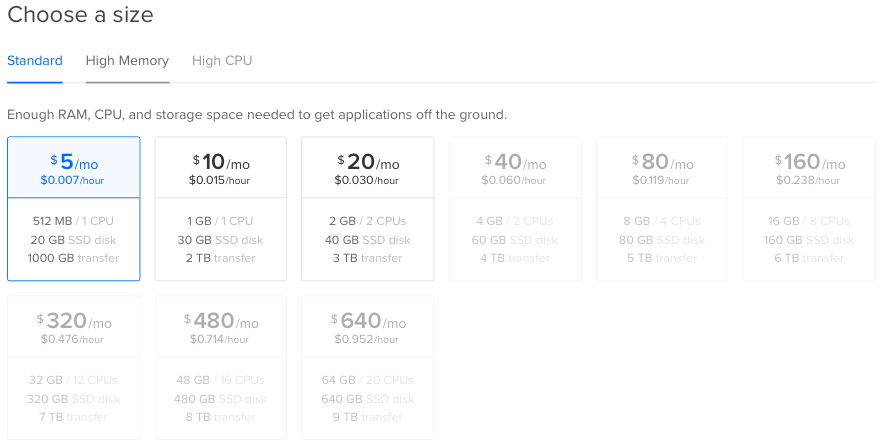 Choose a size
Standard High Memory High CPU
Enough RAM, CPU, and storage space needed to get applications off the ground.
$ 5/mo
$0.007/hour
512 MB / 1 CPU
20 GB SSD disk
1000 GB transfer
$ 10/mo
$0.015/hour
1 GB / 1 CPU
30 GB SSD disk
2 TB transfer
$ 20/mo
$0.030/hour
2 GB / 2 CPUs
40 GB SSD disk
3 TB transfer
$ 40/mo
$0.060/hour
4 GB / 2 CPUs
60 GB SSD disk
4 TB transfer
$ 80/mo
$0.119/hour
8 GB / 4 CPUs
80 GB SSD disk
5 TB transfer
$ 160/mo
$0.238/hour
16 GB / 8 CPUs
160 GB SSD disk
6 TB transfer
$ 320/mo
$0.476/hour
32 GB / 12 CPUs
320 GB SSD disk
7 TB transfer
$ 480/mo
$0.714/hour
48 GB / 16 CPUs
480 GB SSD disk
8 TB transfer
$ 640/mo
$0.952/hour
64 GB / 20 CPUs
640 GB SSD disk
9 TB transfer